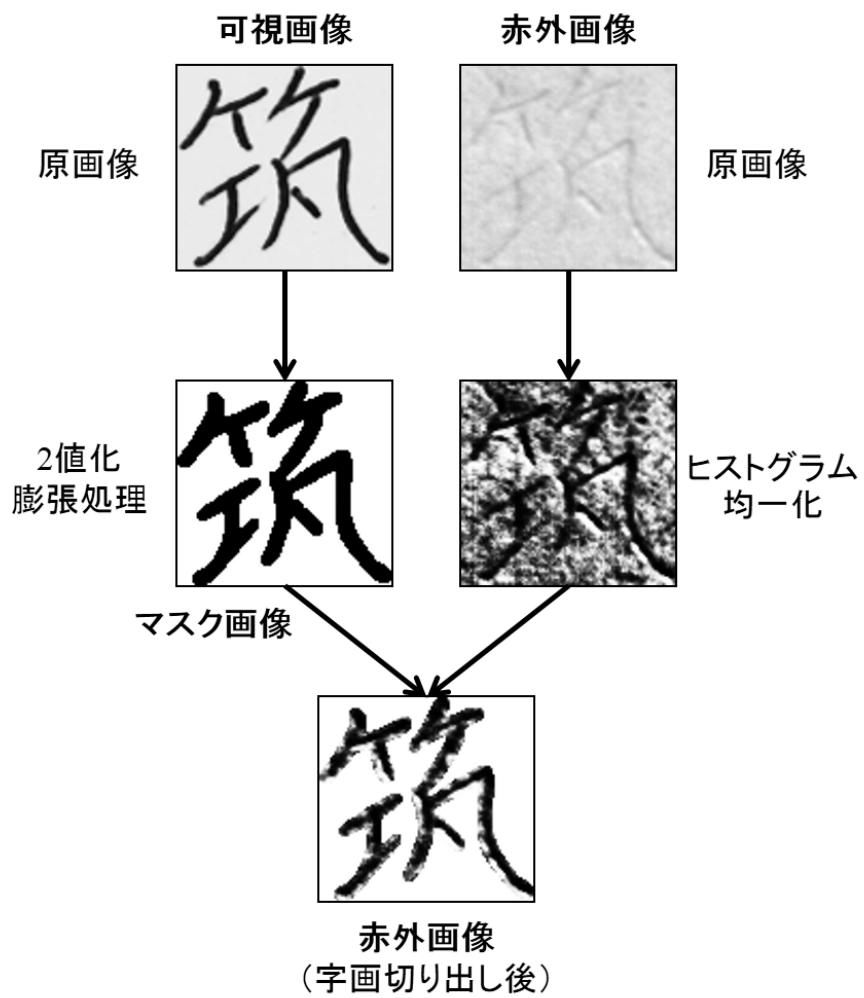 可視画像
赤外画像
筑
原画像
原画像
筑
2値化
膨張処理
筑
ヒストグラム
均一化
マスク画像
筑
赤外画像
（字画切り出し後）